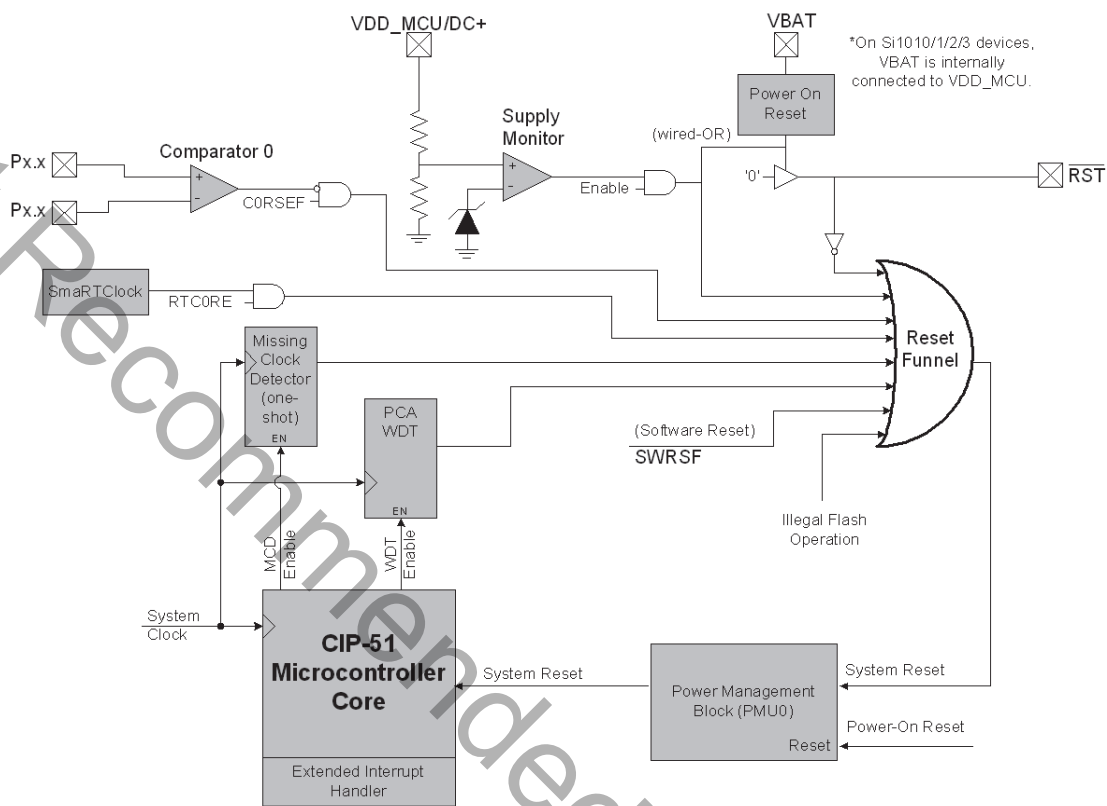 VDD_MCU/DC+
VBAT
*On Si1010/1/2/3 devices,
VBAT is internally
connected to VDD_MCU.
Power On
Reset
Supply
Monitor
(wired-OR)
Comparator 0
Px.x
+
-
Px.x
C0RSEF
+
-
Enable
'0'
RST
SmaRTClock
RTC0RE
Missing
Clock
Detector
(one-
shot)
EN
PCA
WDT
EN
Reset
Funnel
(Software Reset)
SWRSF
Illegal Flash
Operation
MCD
Enable
WDT
Enable
System
Clock
CIP-51
Microcontroller
Core
Extended Interrupt
Handler
System Reset
Power Management
Block (PMU0)
Reset
System Reset
Power-On Reset
Recommended